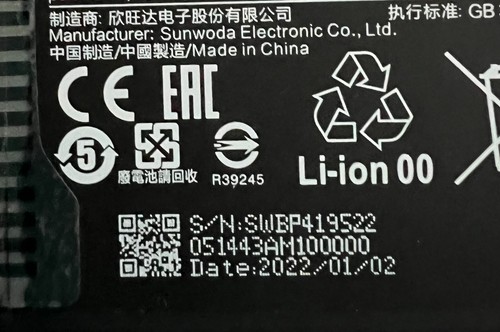 制造商: 欣旺达电子股份有限公司
执行标准: GB
Manufacturer: Sunwoda Electronic Co., Ltd.
中国制造/中國製造/Made in China
CE EAC
5
廢電池請回收
R39245
Li-ion 00
S/N:SWBP419522
051443AM100000
Date:2022/01/02